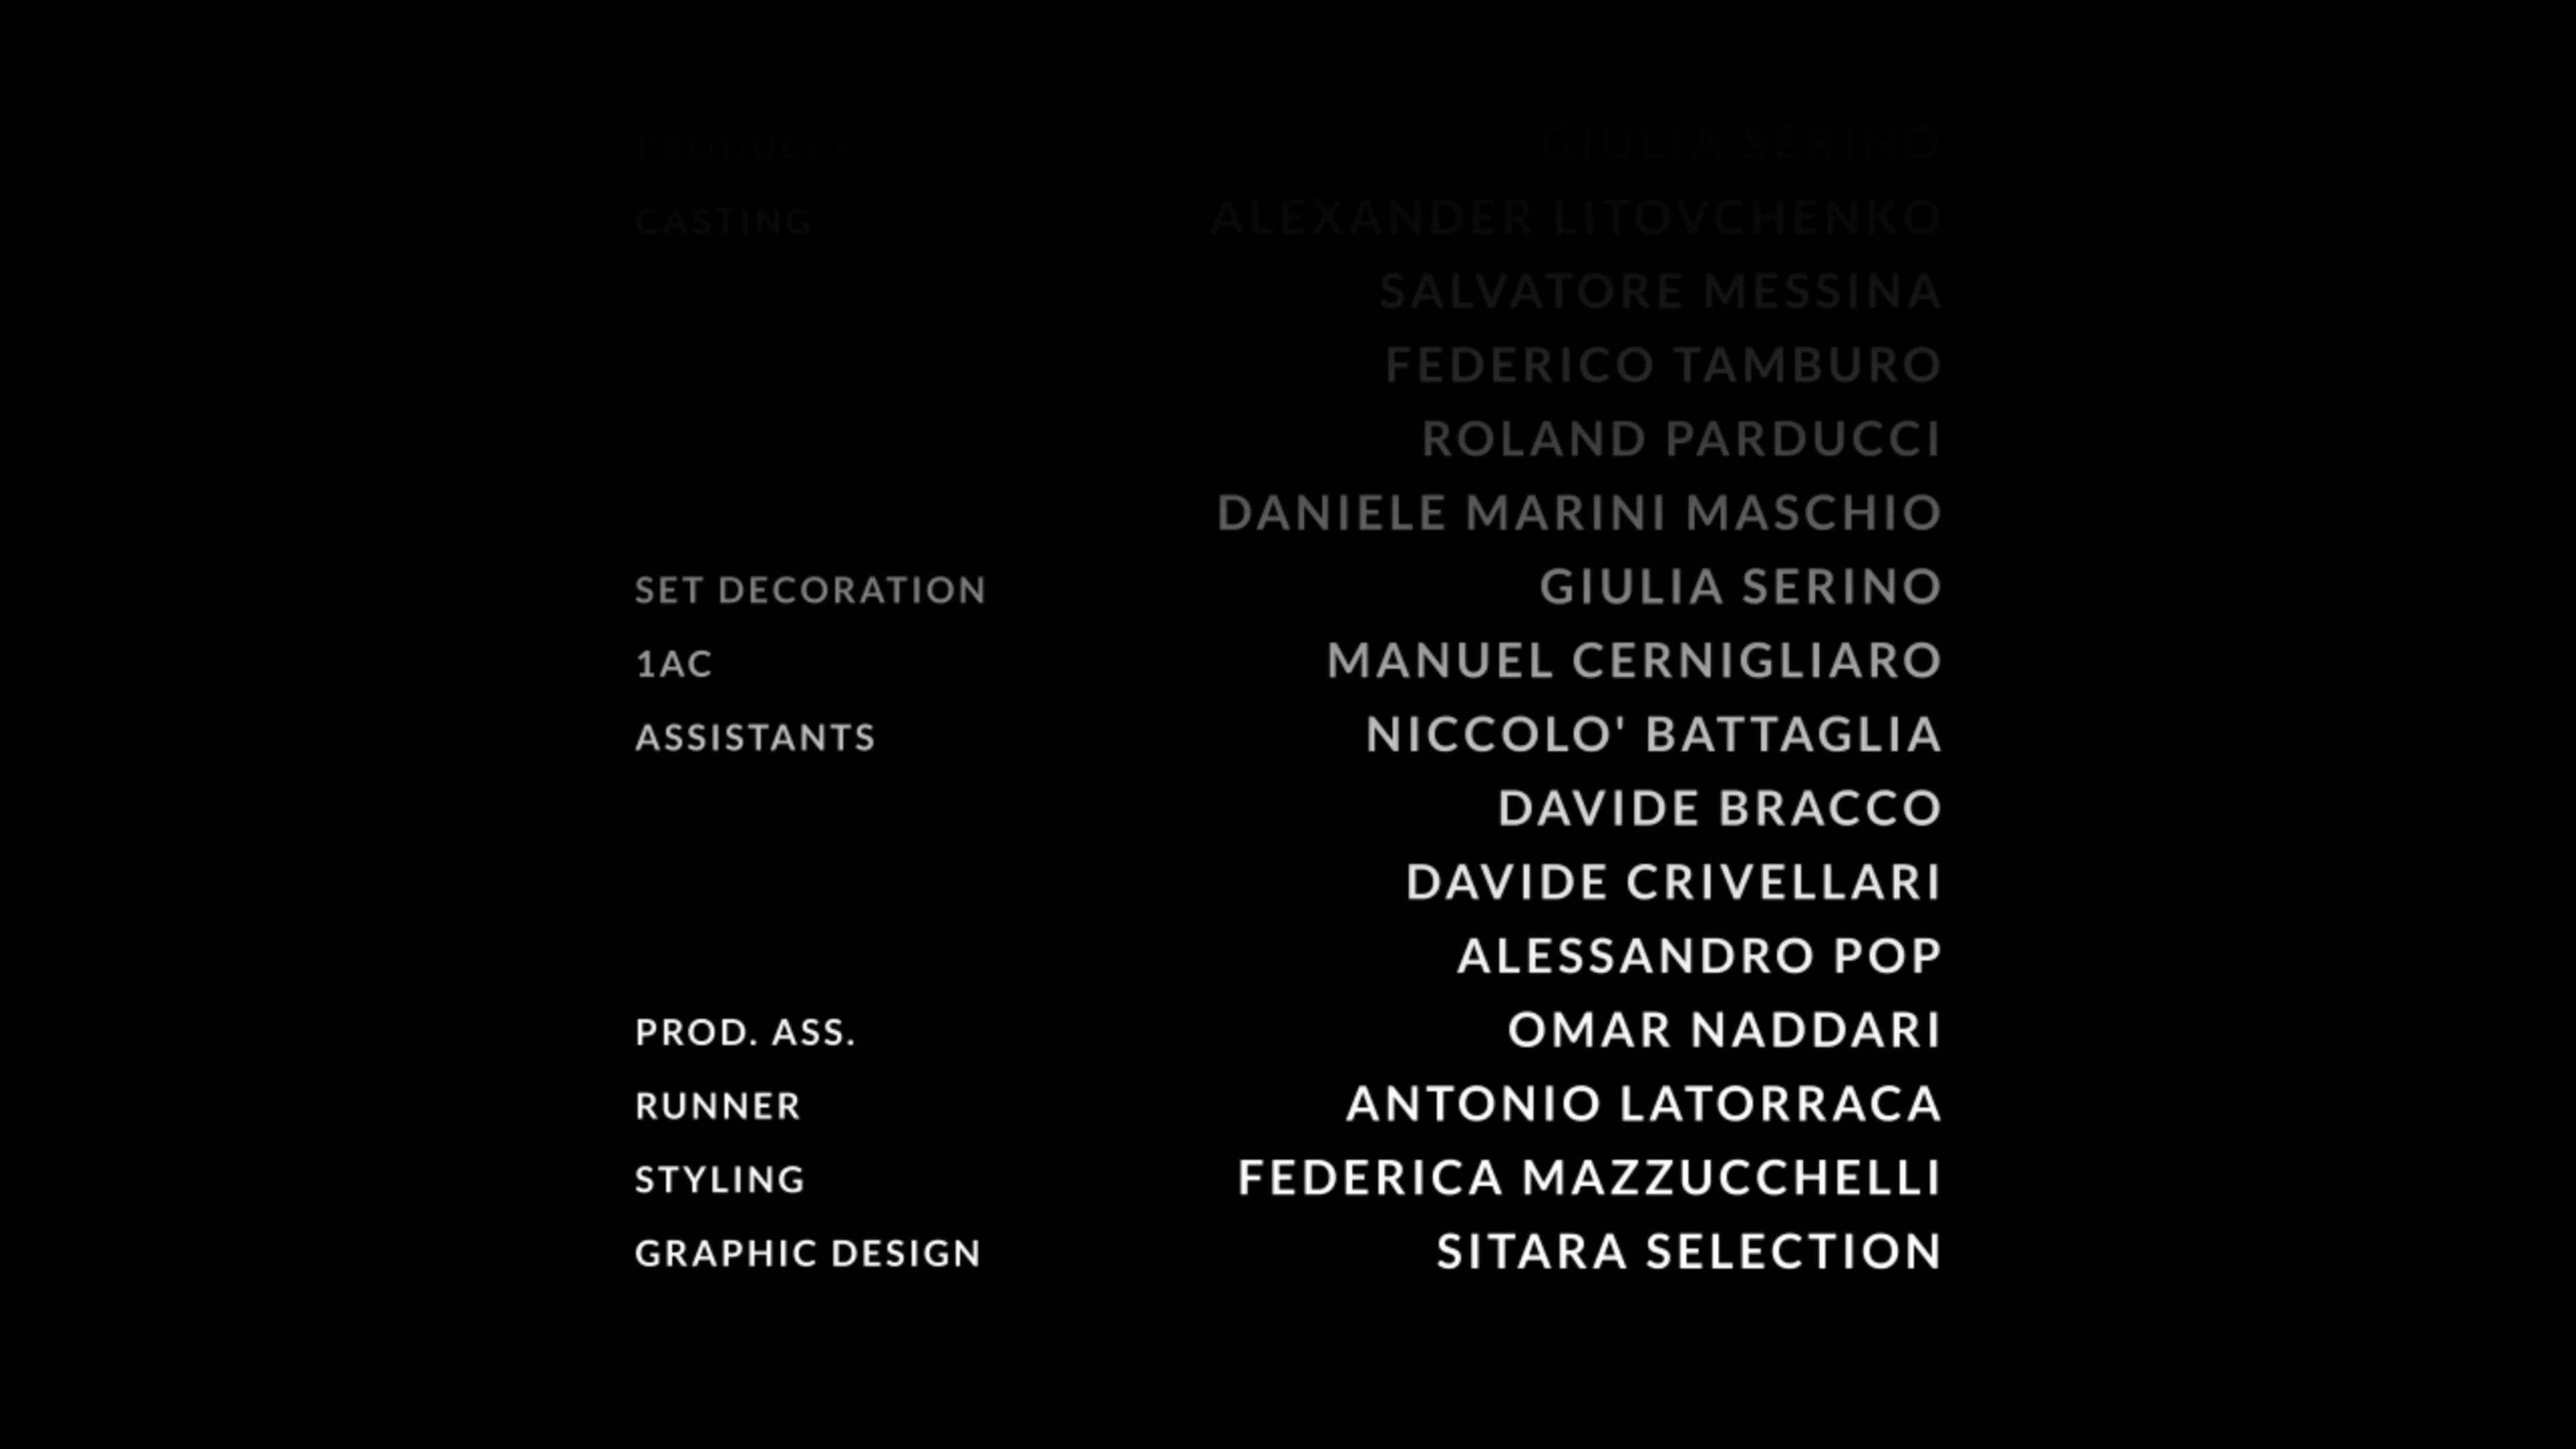 PRODUCER GIULIA SERINO
CASTING ALEXANDER LITOVCHENKO
SALVATORE MESSINA
FEDERICO TAMBURO
ROLAND PARDUCCI
DANIELE MARINI MASCHIO
SET DECORATION GIULIA SERINO
1AC MANUEL CERNIGLIARO
ASSISTANTS NICCOLO' BATTAGLIA
DAVIDE BRACCO
DAVIDE CRIVELLARI
ALESSANDRO POP
PROD. ASS. OMAR NADDARI
RUNNER ANTONIO LATORRACA
STYLING FEDERICA MAZZUCCHELLI
GRAPHIC DESIGN SITARA SELECTION